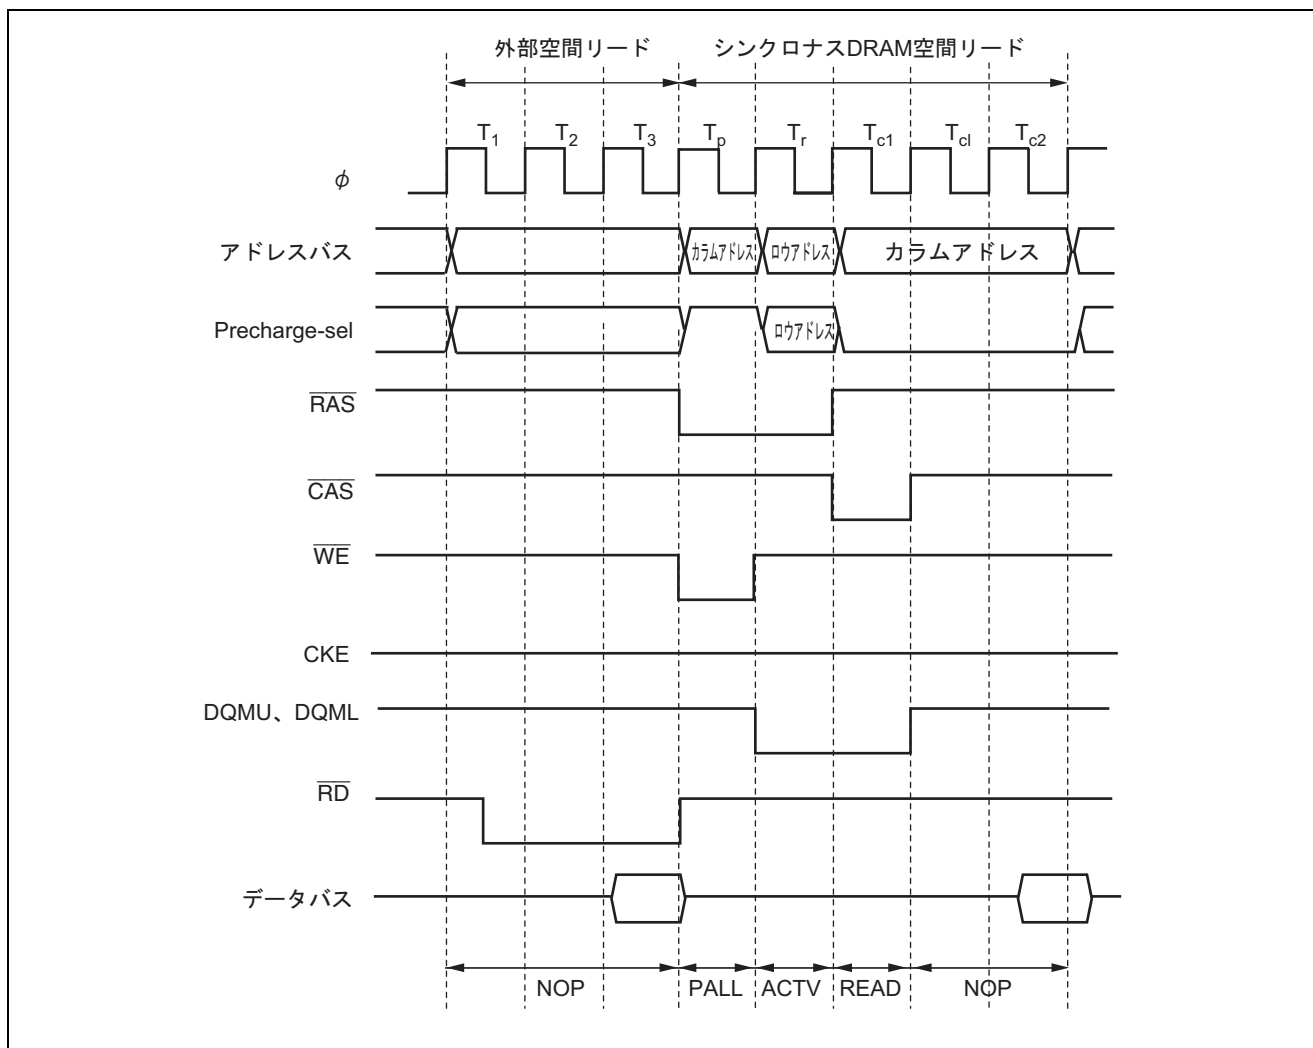 外部空間リード シンクロナスDRAM空間リード
T1 T2 T3 Tp Tr Tc1 Tcl Tc2
φ
アドレスバス カラムアドレス ロウアドレス カラムアドレス
Precharge-sel ロウアドレス
RAS
CAS
WE
CKE
DQMU、DQML
RD
データバス
NOP PALL ACTV READ NOP